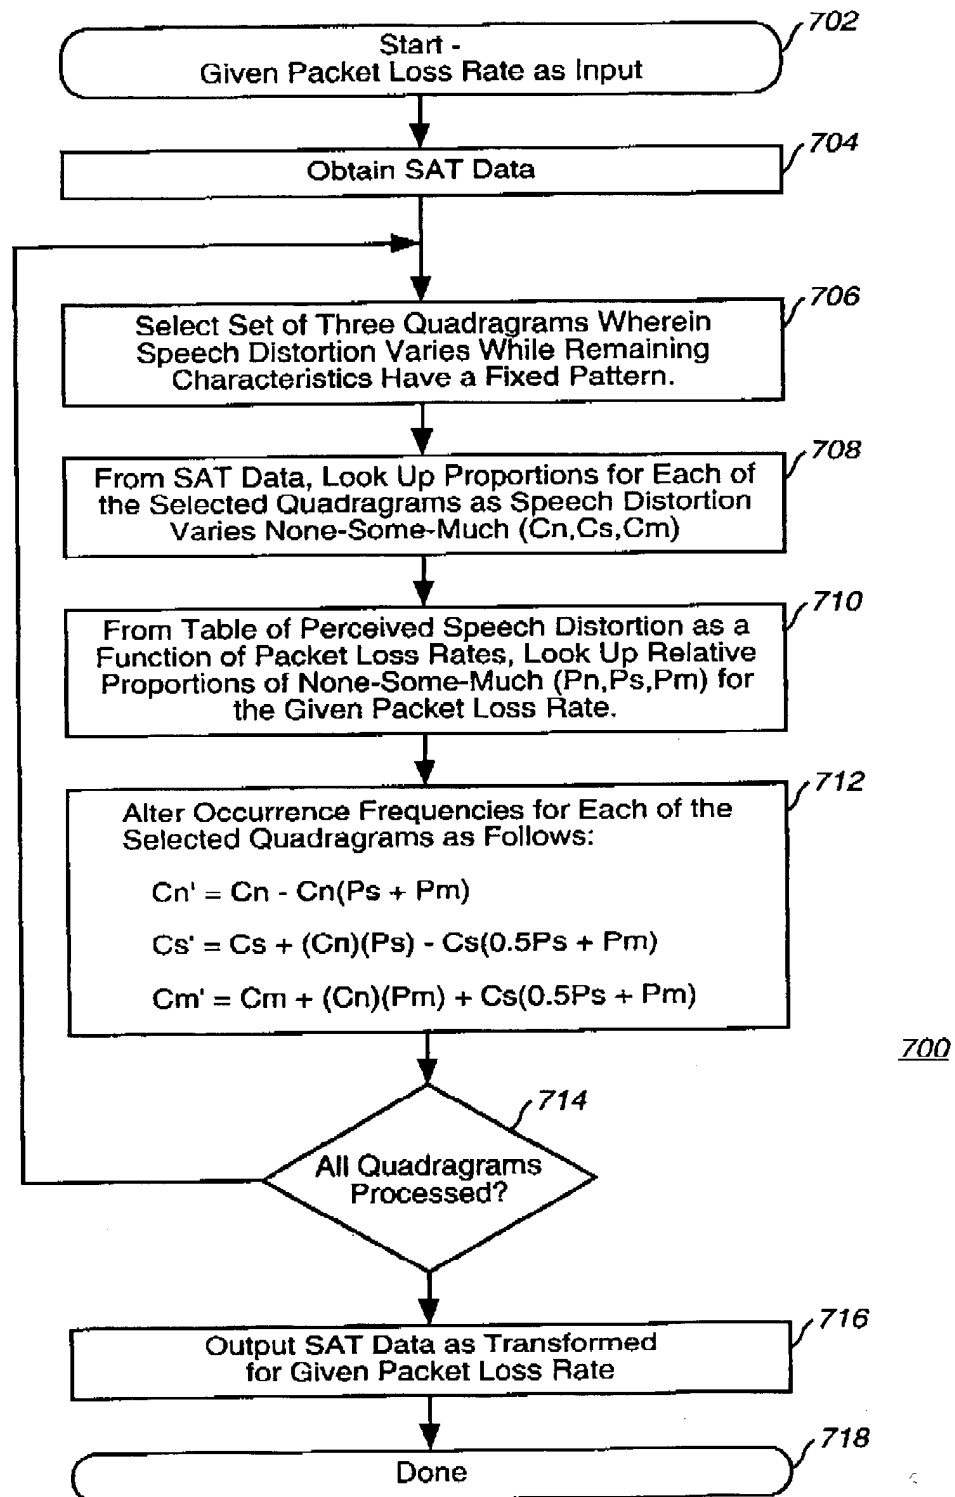 702
Start -
Given Packet Loss Rate as Input
704
Obtain SAT Data
706
Select Set of Three Quadragrams Wherein
Speech Distortion Varies While Remaining
Characteristics Have a Fixed Pattern.
708
From SAT Data, Look Up Proportions for Each of
the Selected Quadragrams as Speech Distortion
Varies None-Some-Much (Cn,Cs,Cm)
710
From Table of Perceived Speech Distortion as a
Function of Packet Loss Rates, Look Up Relative
Proportions of None-Some-Much (Pn,Ps,Pm) for
the Given Packet Loss Rate.
712
Alter Occurrence Frequencies for Each of the
Selected Quadragrams as Follows:
Cn' = Cn - Cn(Ps + Pm)
Cs' = Cs + (Cn)(Ps) - Cs(0.5Ps + Pm)
Cm' = Cm + (Cn)(Pm) + Cs(0.5Ps + Pm)
700
714
All Quadragrams
Processed?
716
Output SAT Data as Transformed
for Given Packet Loss Rate
718
Done